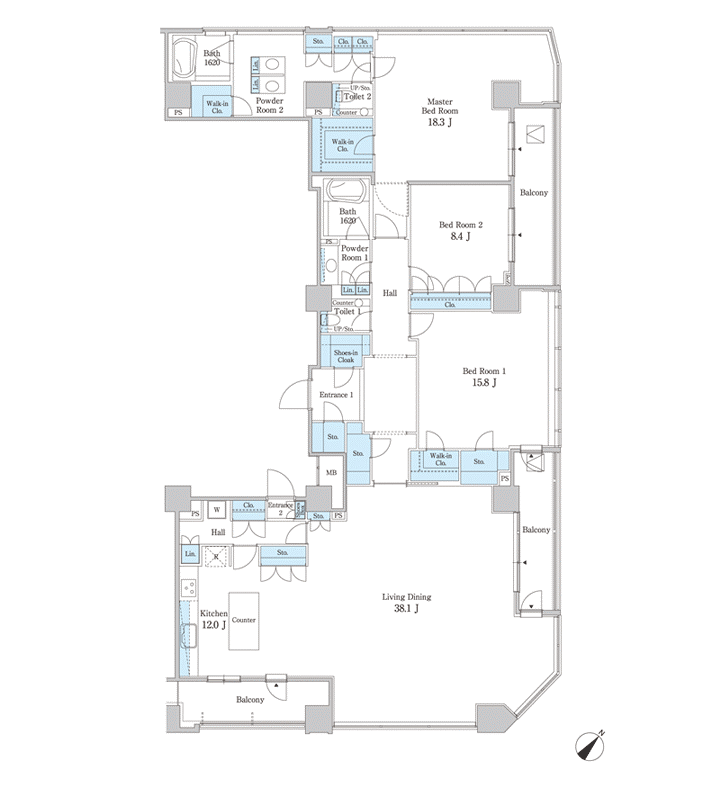 Bath
1620
Sto.
Clo.
Clo.
Lin.
Lin.
Powder
Room 2
UP/Sto.
Toilet 2
Counter
PS
Walk-in
Clo.
PS
Master
Bed Room
18.3 J
Walk-in
Clo.
Balcony
Bath
1620
PS
Powder
Room 1
Bed Room 2
8.4 J
Lin.
Lin.
Hall
Counter
Toilet 1
UP/Sto.
Clo.
Shoes-in
Cloak
Bed Room 1
15.8 J
Entrance 1
Sto.
Sto.
Walk-in
Clo.
Sto.
MB
PS
PS
W
Clo.
Entrance
2
Shoes
Box
Sto.
PS
Hall
Balcony
Lin.
R
Sto.
Living Dining
38.1 J
Kitchen
12.0 J
Counter
Balcony
N